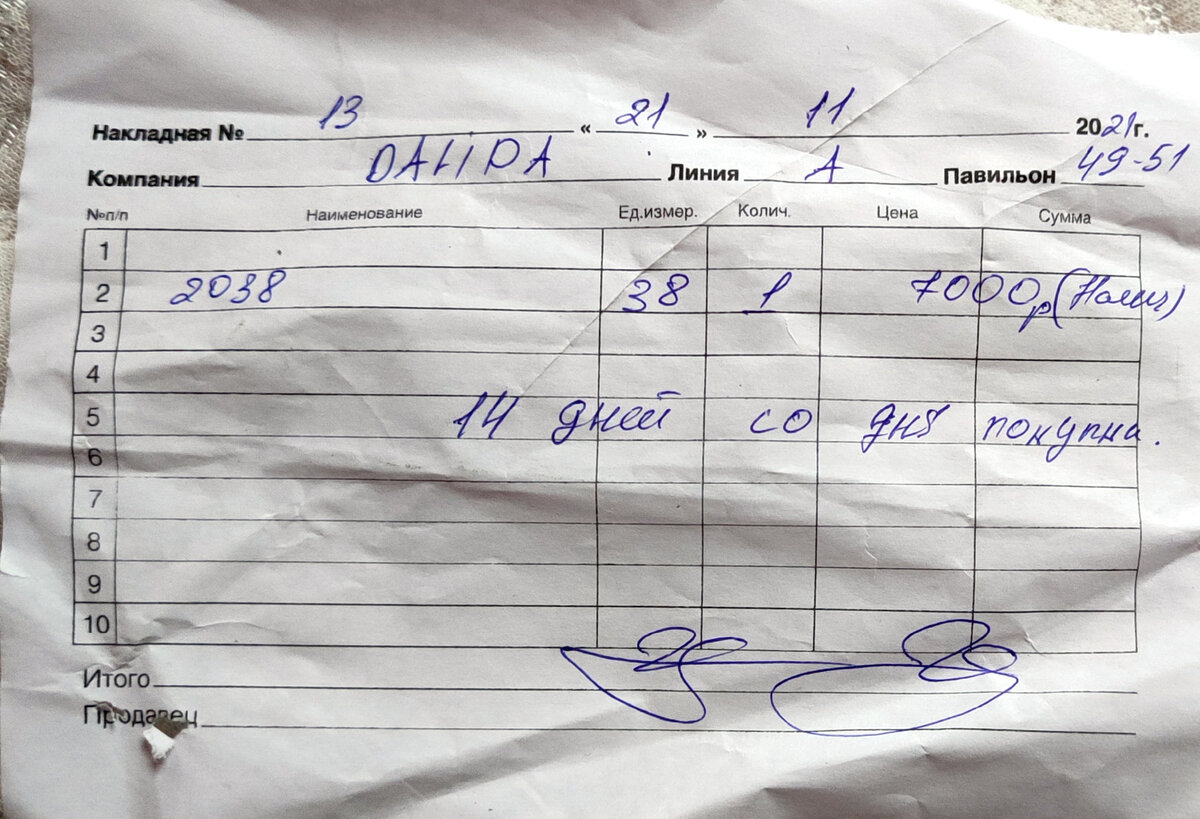 Накладная № 13 « 21 » 11 2021г.
Компания DALIDA Линия А Павильон 49-51
№п/п Наименование Ед.измер. Колич. Цена Сумма
1
2 2038 38 1 7000р (Налич)
3
4
5 14 дней со дня покупка.
6
7
8
9
10
Итого
Продавец